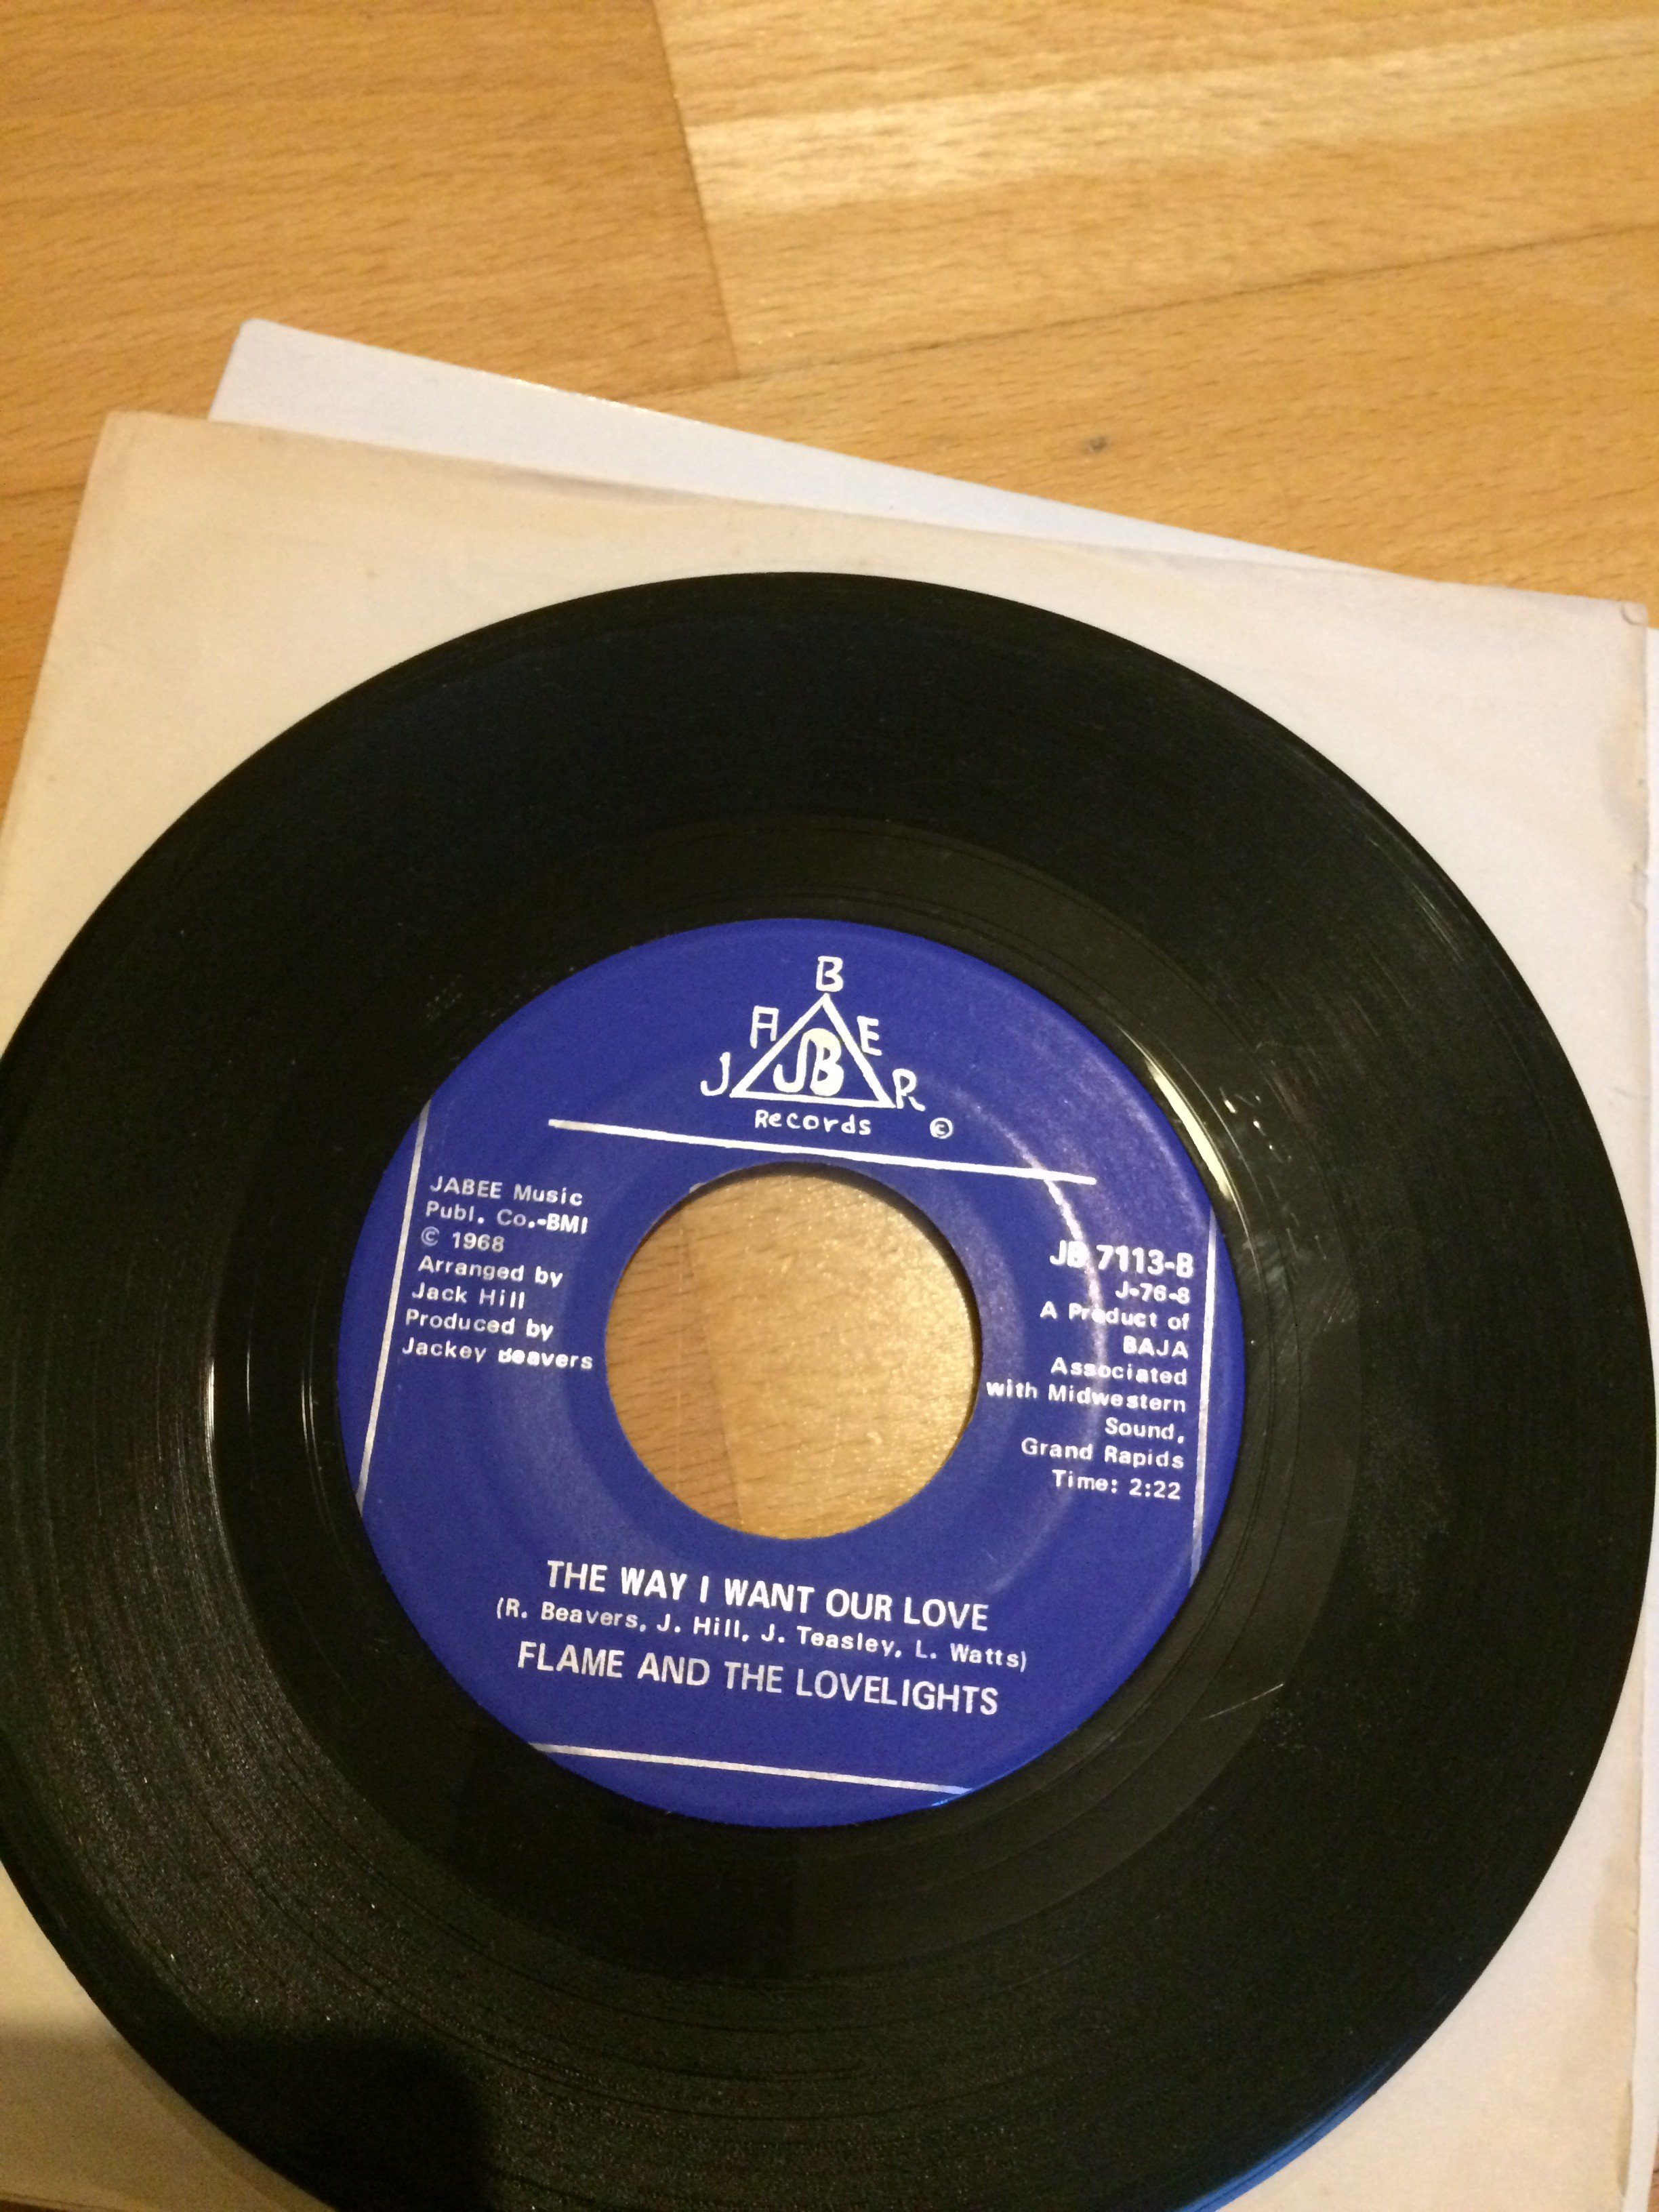 JABER
JB
Records ©
JABEE Music
Publ. Co.-BMI
© 1968
Arranged by
Jack Hill
Produced by
Jackey Beavers
JB 7113-B
J-76-8
A Product of
BAJA
Associated
with Midwestern
Sound,
Grand Rapids
Time: 2:22
THE WAY I WANT OUR LOVE
(R. Beavers, J. Hill, J. Teasley, L. Watts)
FLAME AND THE LOVELIGHTS